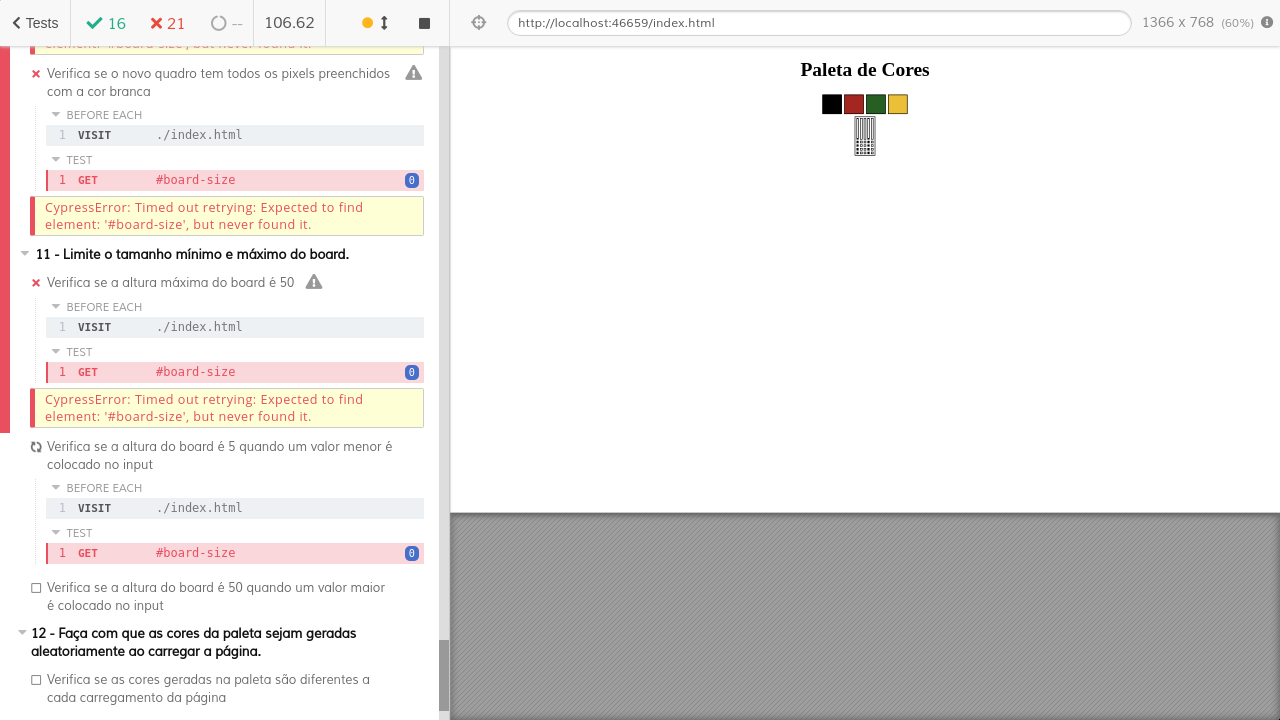 Tests 16 21 -- 106.62
http://localhost:46659/index.html 1366 x 768 (60%)
element: '#board-size', but never found it.
Verifica se o novo quadro tem todos os pixels preenchidos
com a cor branca
BEFORE EACH
1 VISIT ./index.html
TEST
1 GET #board-size 0
CypressError: Timed out retrying: Expected to find
element: '#board-size', but never found it.
11 - Limite o tamanho mínimo e máximo do board.
Verifica se a altura máxima do board é 50
BEFORE EACH
1 VISIT ./index.html
TEST
1 GET #board-size 0
CypressError: Timed out retrying: Expected to find
element: '#board-size', but never found it.
Verifica se a altura do board é 5 quando um valor menor é
colocado no input
BEFORE EACH
1 VISIT ./index.html
TEST
1 GET #board-size 0
Verifica se a altura do board é 50 quando um valor maior
é colocado no input
12 - Faça com que as cores da paleta sejam geradas
aleatoriamente ao carregar a página.
Verifica se as cores geradas na paleta são diferentes a
cada carregamento da página
Paleta de Cores